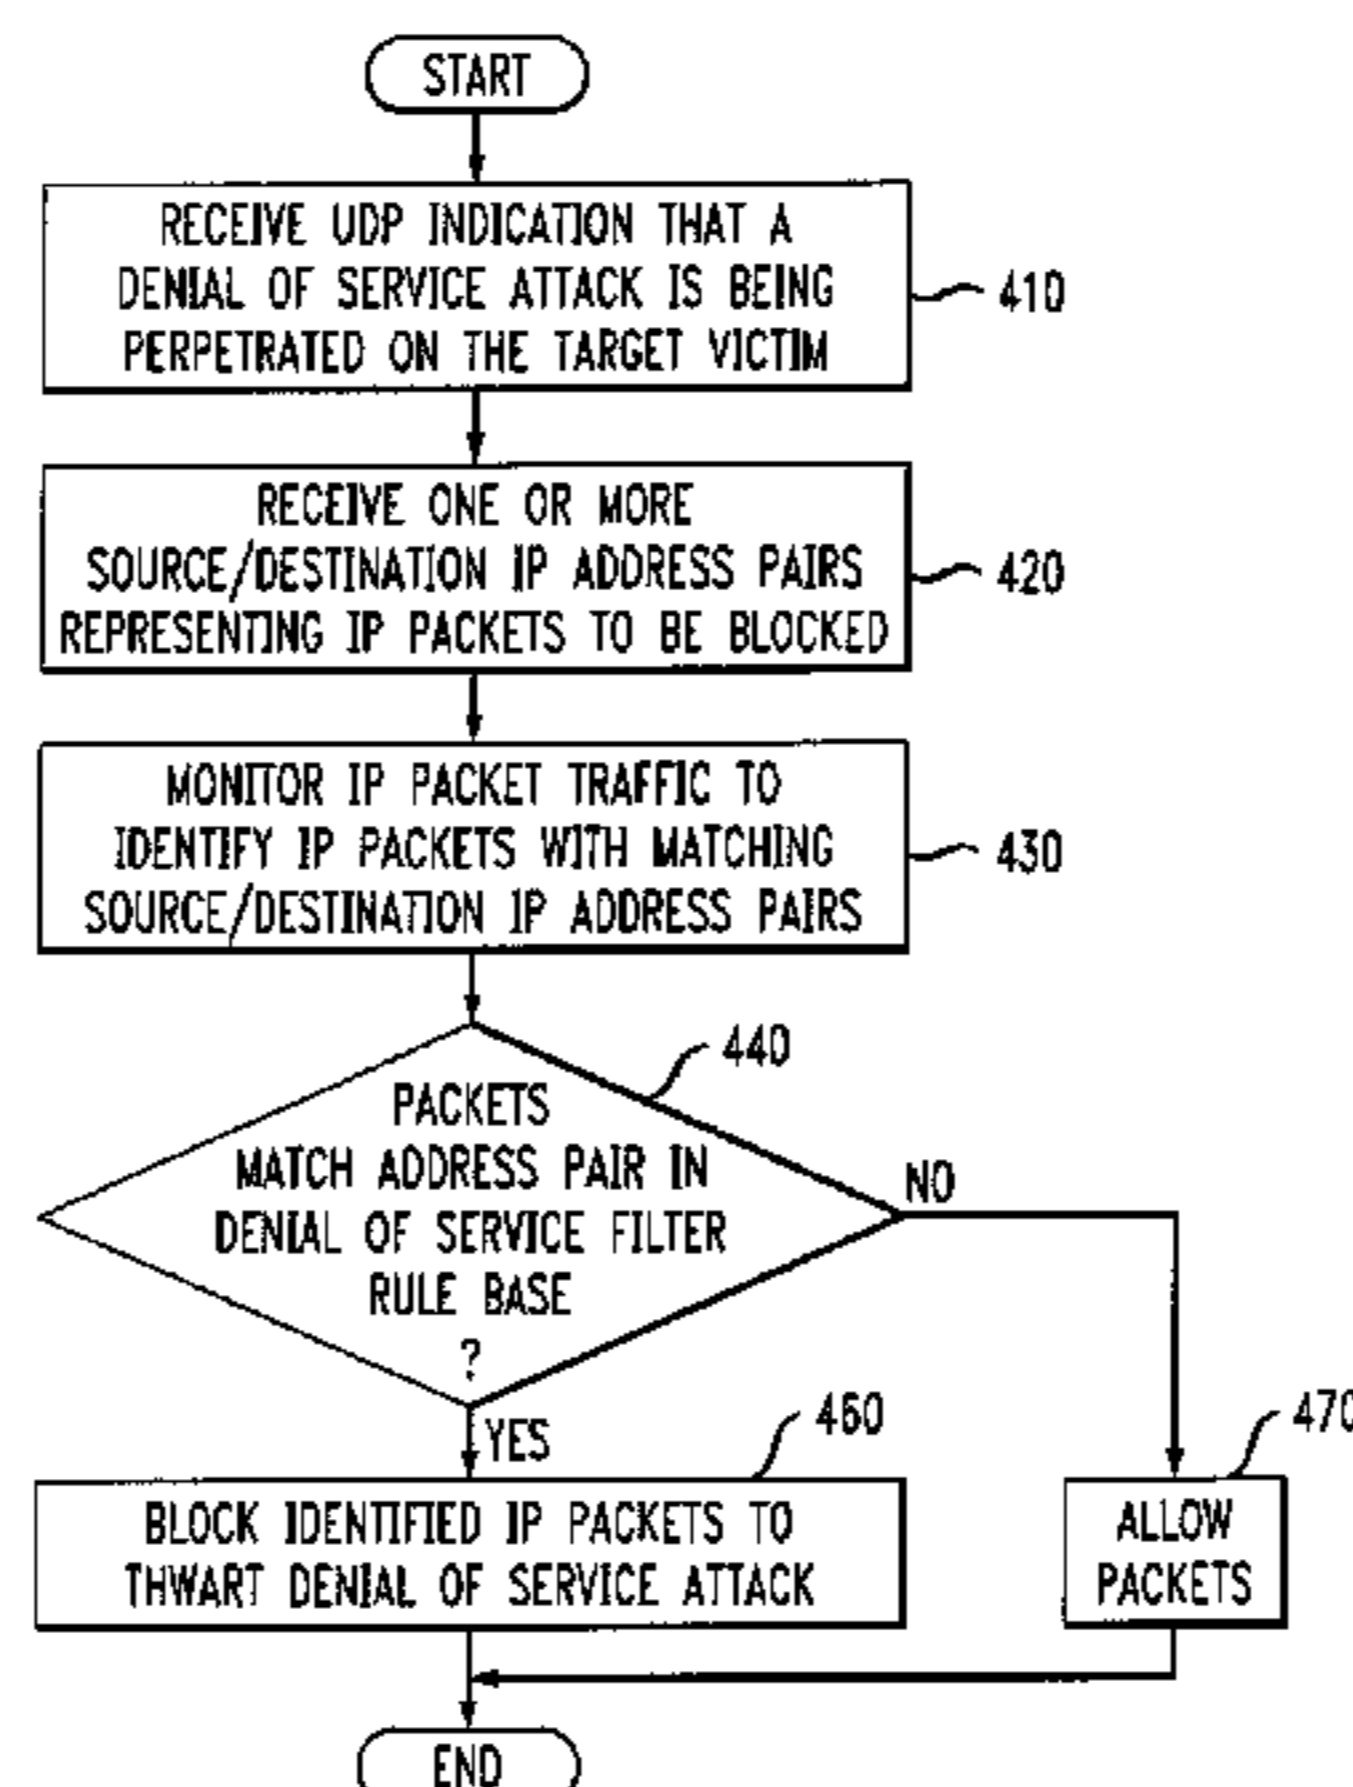 START
RECEIVE UDP INDICATION THAT A
DENIAL OF SERVICE ATTACK IS BEING
PERPETRATED ON THE TARGET VICTIM
410
RECEIVE ONE OR MORE
SOURCE/DESTINATION IP ADDRESS PAIRS
REPRESENTING IP PACKETS TO BE BLOCKED
420
MONITOR IP PACKET TRAFFIC TO
IDENTIFY IP PACKETS WITH MATCHING
SOURCE/DESTINATION IP ADDRESS PAIRS
430
440
PACKETS
MATCH ADDRESS PAIR IN
DENIAL OF SERVICE FILTER
RULE BASE
?
NO
YES
460
BLOCK IDENTIFIED IP PACKETS TO
THWART DENIAL OF SERVICE ATTACK
470
ALLOW
PACKETS
END